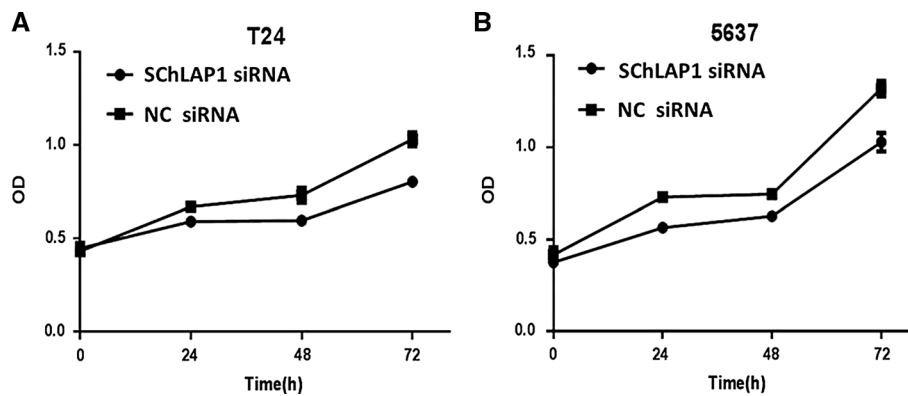 A
T24
1.5
SChLAP1 siRNA
NC siRNA
1.0
OD
0.5
0.0
0 24 48 72
Time(h)
B
5637
1.5
SChLAP1 siRNA
NC siRNA
1.0
OD
0.5
0.0
0 24 48 72
Time(h)